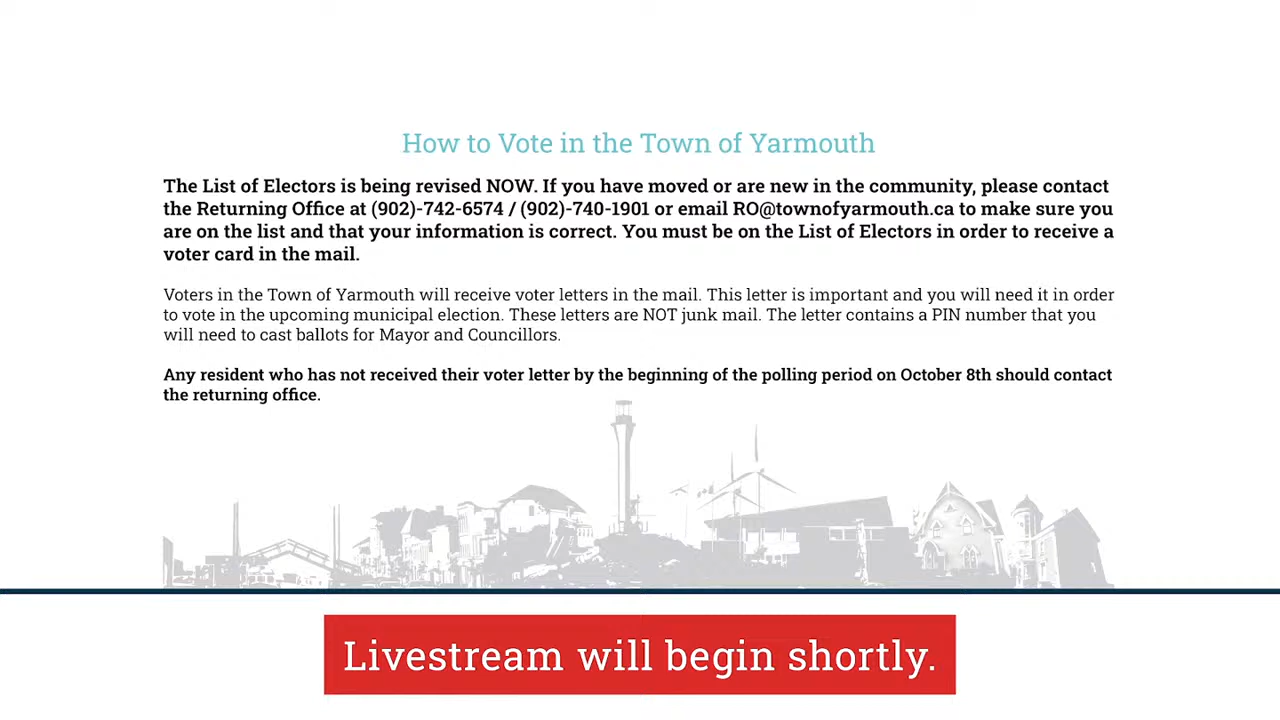 How to Vote in the Town of Yarmouth
The List of Electors is being revised NOW. If you have moved or are new in the community, please contact
the Returning Office at (902)-742-6574 / (902)-740-1901 or email RO@townofyarmouth.ca to make sure you
are on the list and that your information is correct. You must be on the List of Electors in order to receive a
voter card in the mail.
Voters in the Town of Yarmouth will receive voter letters in the mail. This letter is important and you will need it in order
to vote in the upcoming municipal election. These letters are NOT junk mail. The letter contains a PIN number that you
will need to cast ballots for Mayor and Councillors.
Any resident who has not received their voter letter by the beginning of the polling period on October 8th should contact
the returning office.
Livestream will begin shortly.